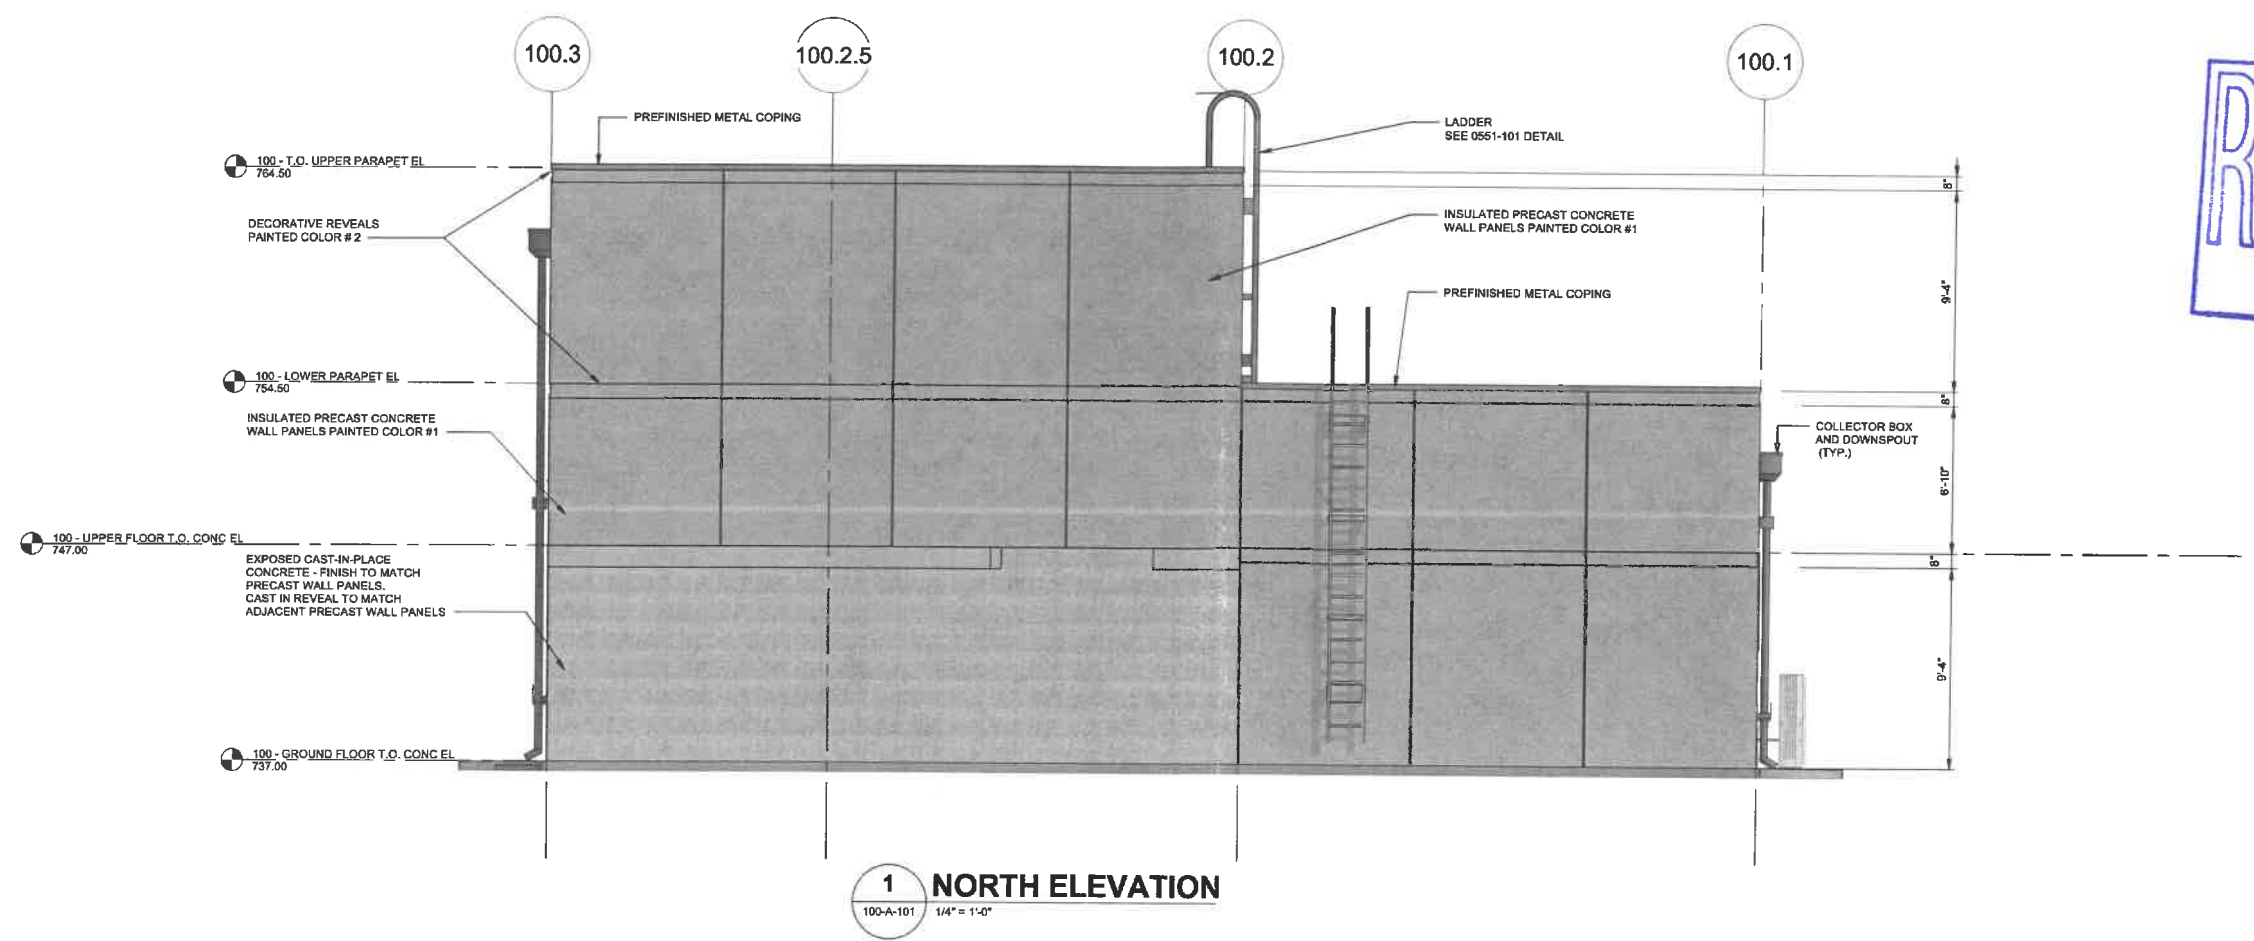 100.3
100.2.5
100.2
100.1
PREFINISHED METAL COPING
LADDER
SEE 0551-101 DETAIL
100 - T.O. UPPER PARAPET EL
764.50
8"
DECORATIVE REVEALS
PAINTED COLOR # 2
INSULATED PRECAST CONCRETE
WALL PANELS PAINTED COLOR #1
9'-4"
PREFINISHED METAL COPING
100 - LOWER PARAPET EL
754.50
8"
INSULATED PRECAST CONCRETE
WALL PANELS PAINTED COLOR #1
COLLECTOR BOX
AND DOWNSPOUT
(TYP.)
6'-10"
100 - UPPER FLOOR T.O. CONC EL
747.00
8"
EXPOSED CAST-IN-PLACE
CONCRETE - FINISH TO MATCH
PRECAST WALL PANELS.
CAST IN REVEAL TO MATCH
ADJACENT PRECAST WALL PANELS
9'-4"
100 - GROUND FLOOR T.O. CONC EL
737.00
1
NORTH ELEVATION
100-A-101
1/4" = 1'-0"
R